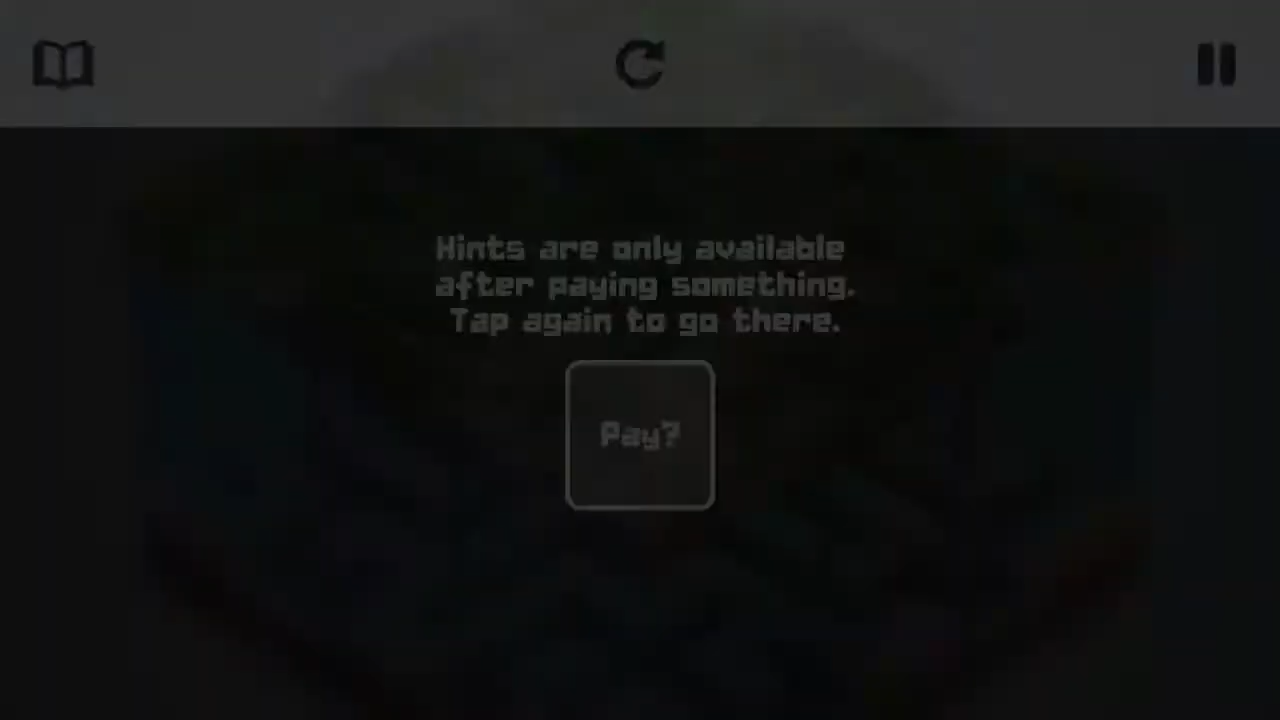 Hints are only available
after paying something.
Tap again to go there.
Pay?